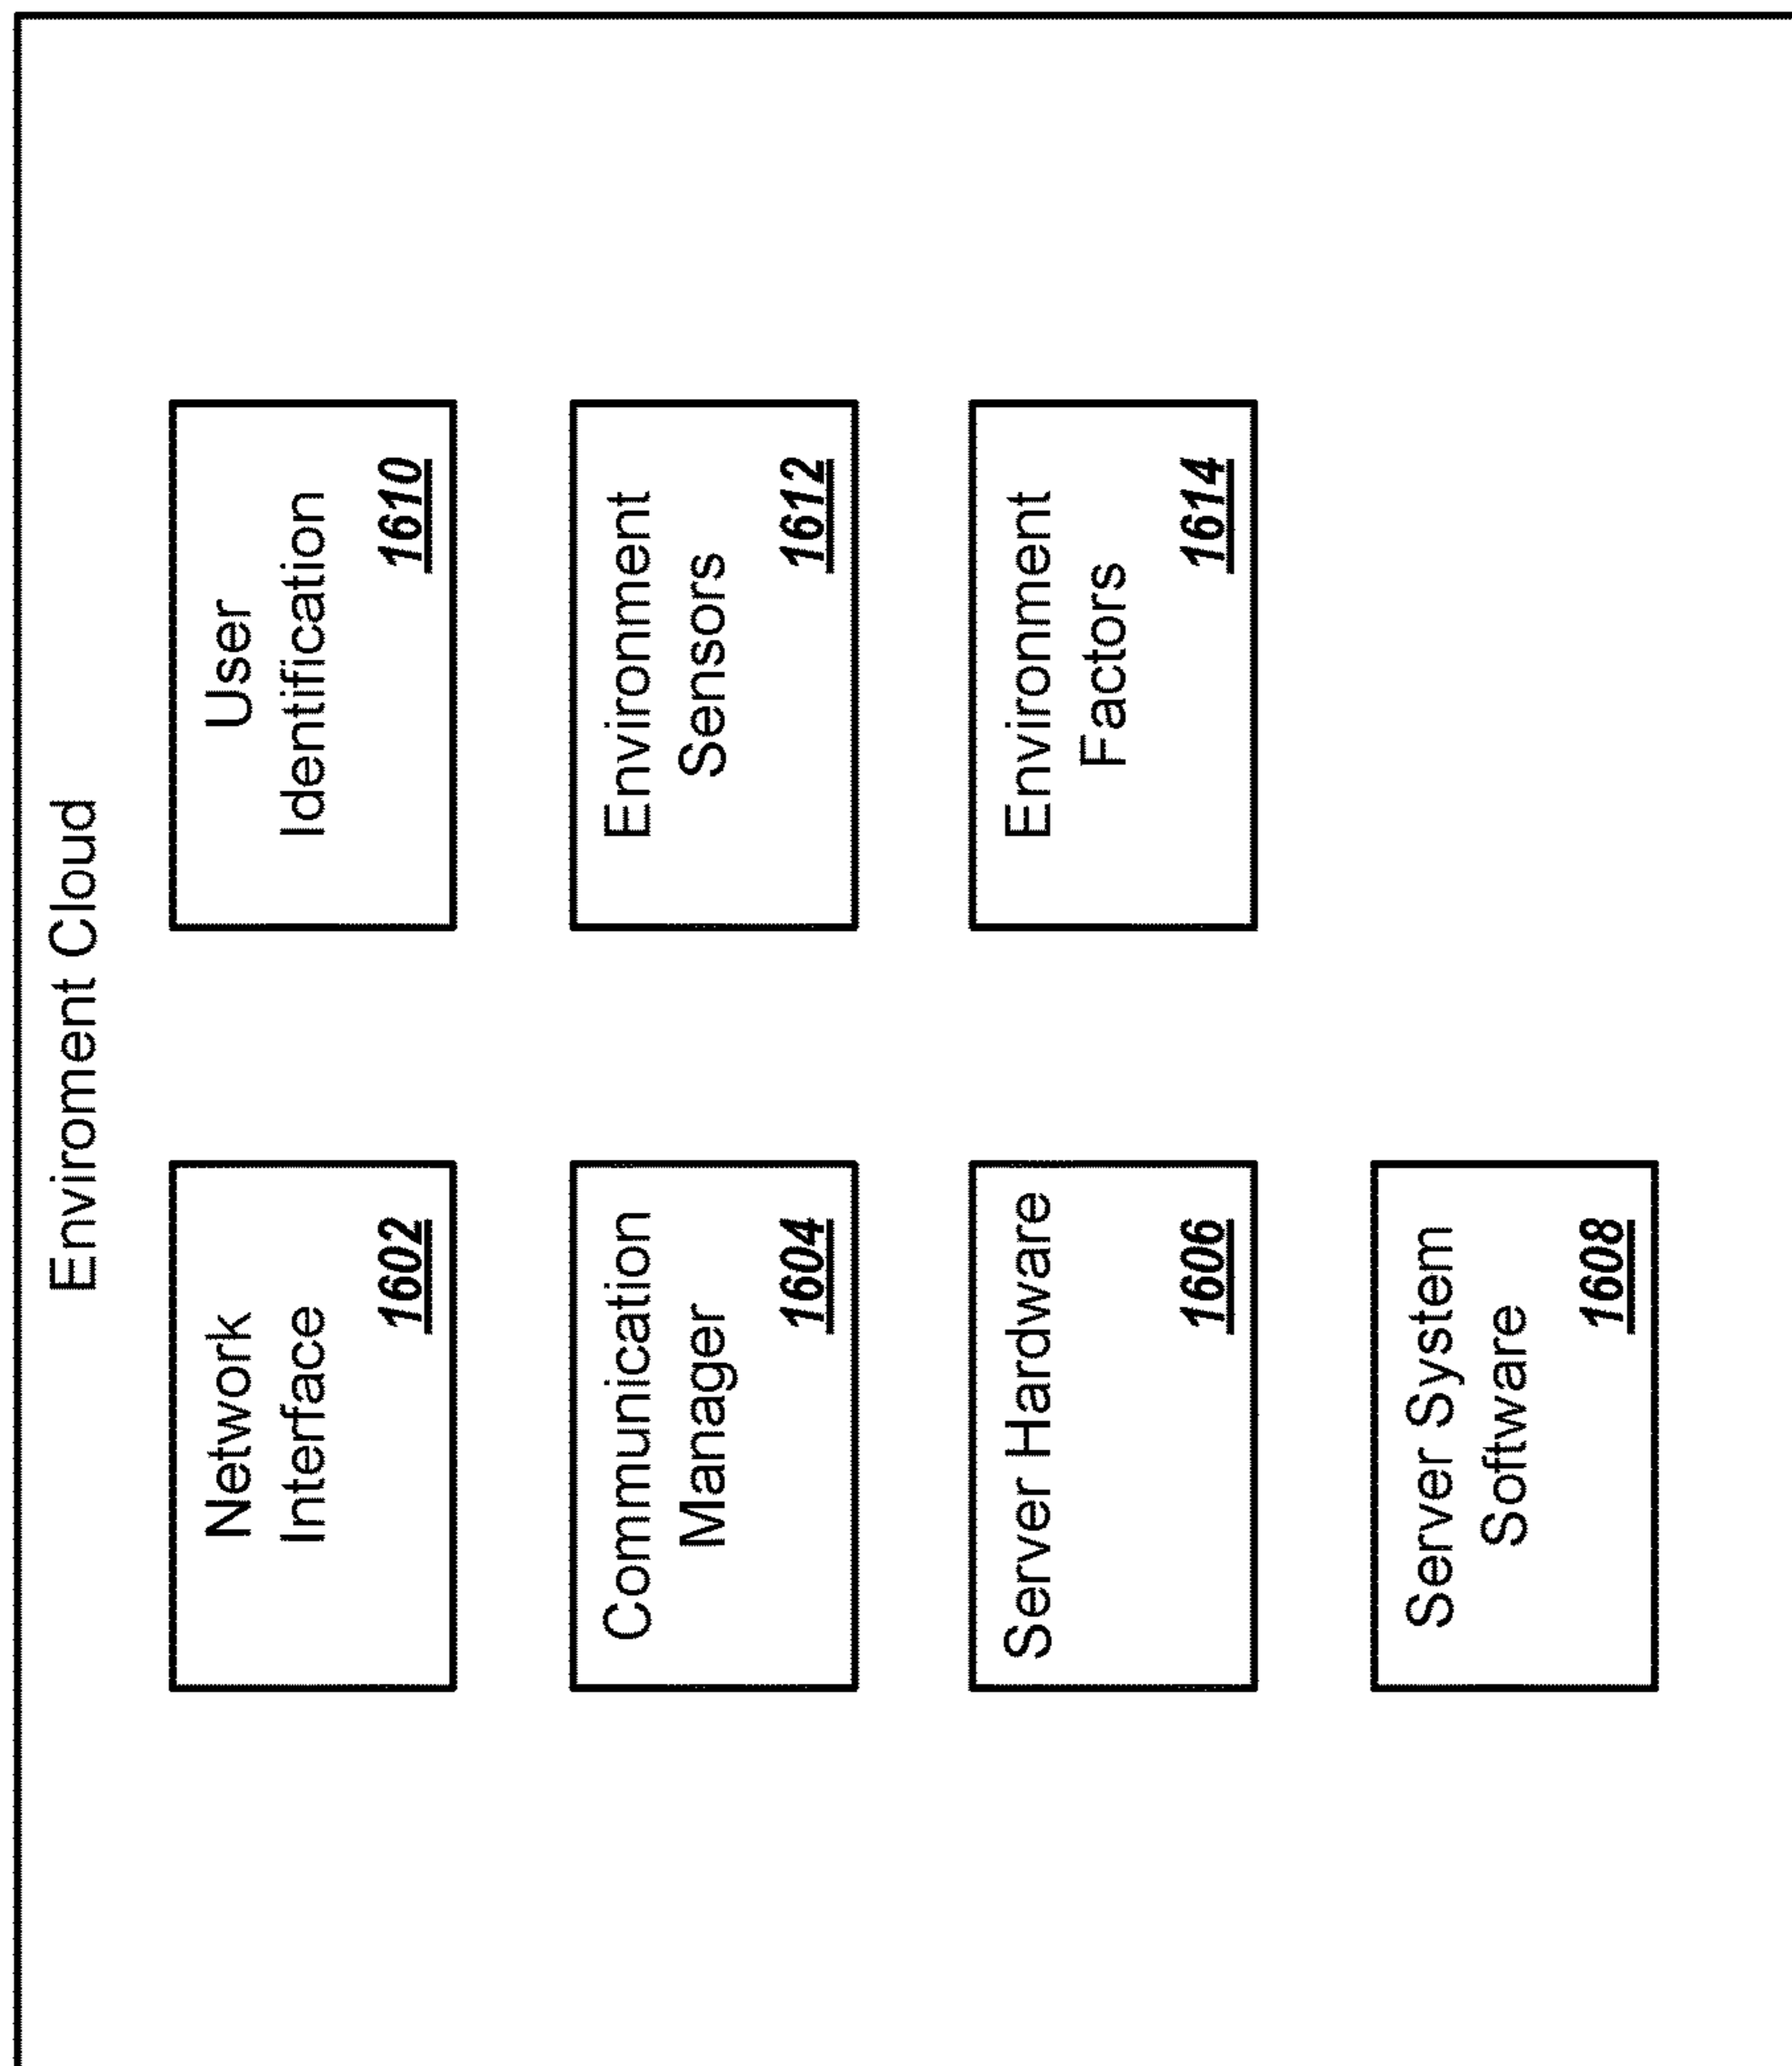 Enviroment Cloud
Network
Interface
1602
Communication
Manager
1604
Server Hardware
1606
Server System
Software
1608
User
Identification
1610
Environment
Sensors
1612
Environment
Factors
1614